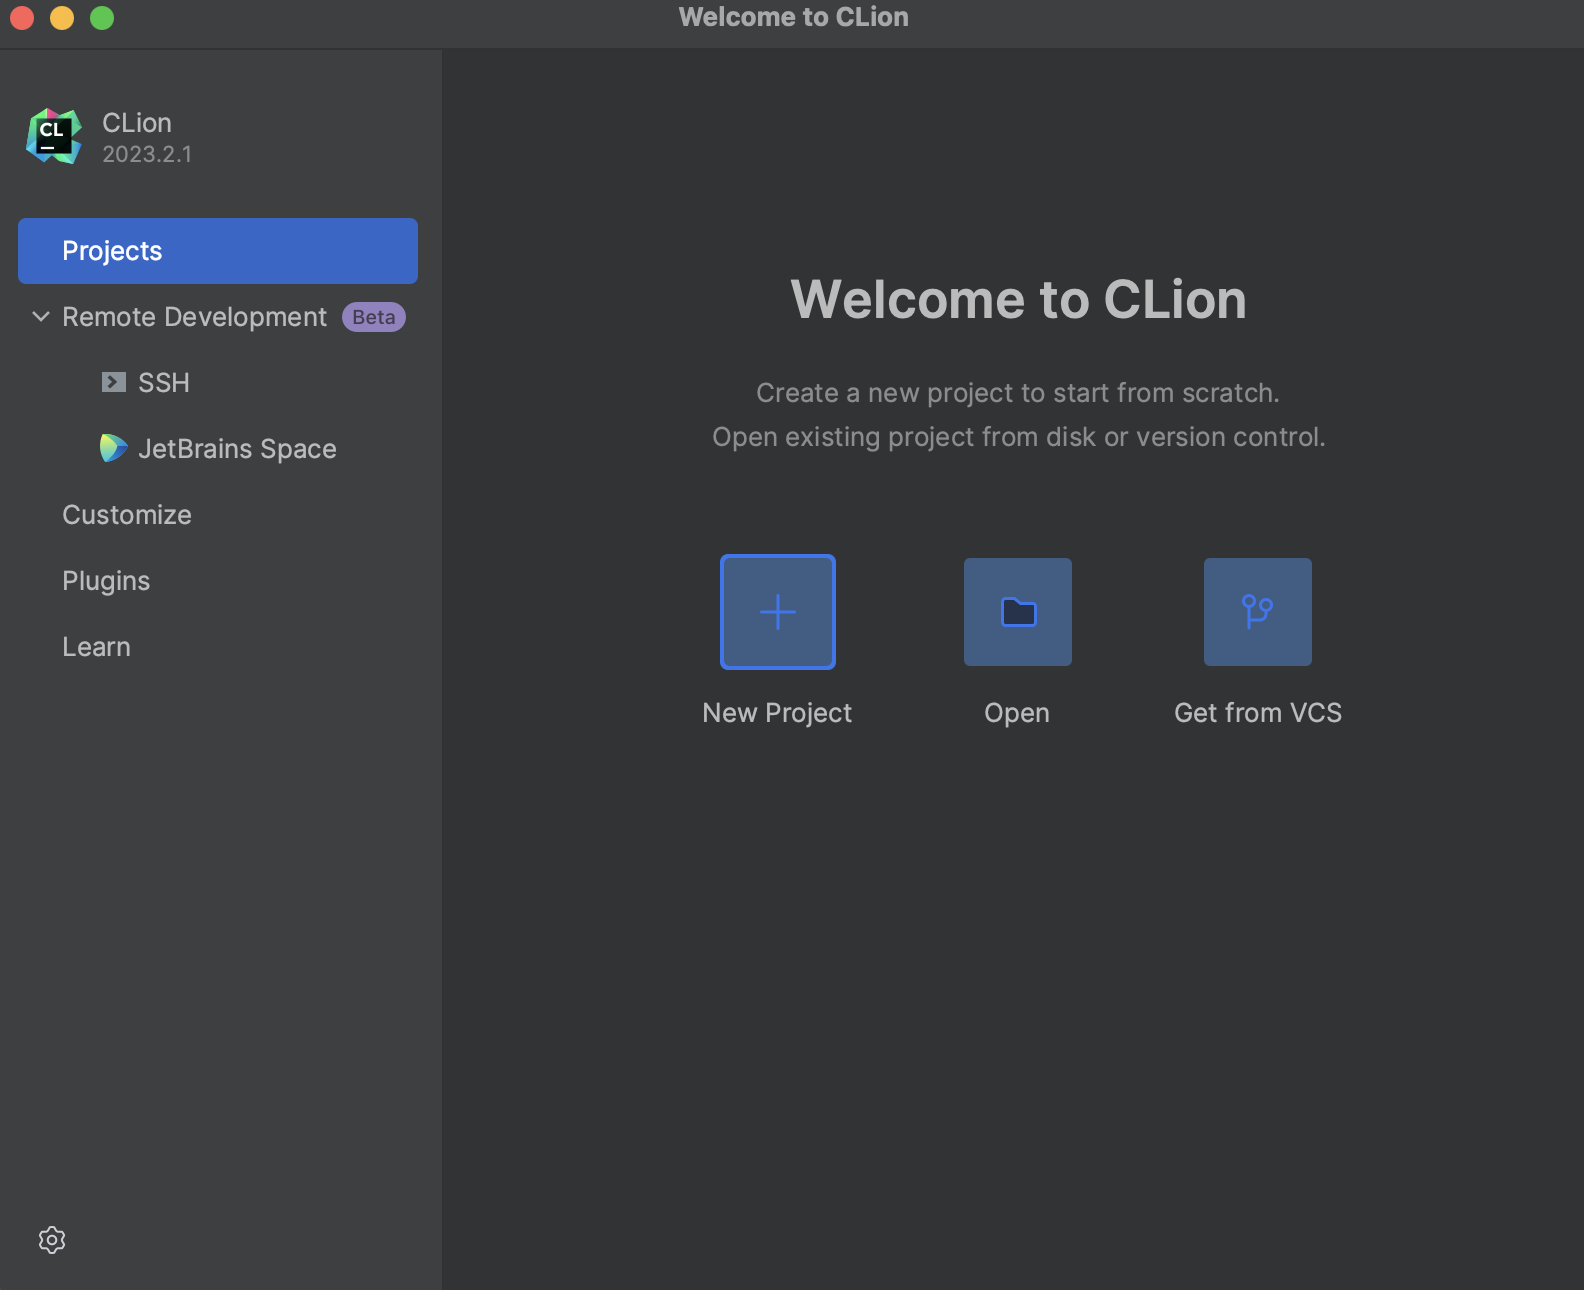 Welcome to CLion
CL
CLion
2023.2.1
Projects
Remote Development Beta
SSH
JetBrains Space
Customize
Plugins
Learn
Welcome to CLion
Create a new project to start from scratch.
Open existing project from disk or version control.
New Project
Open
Get from VCS